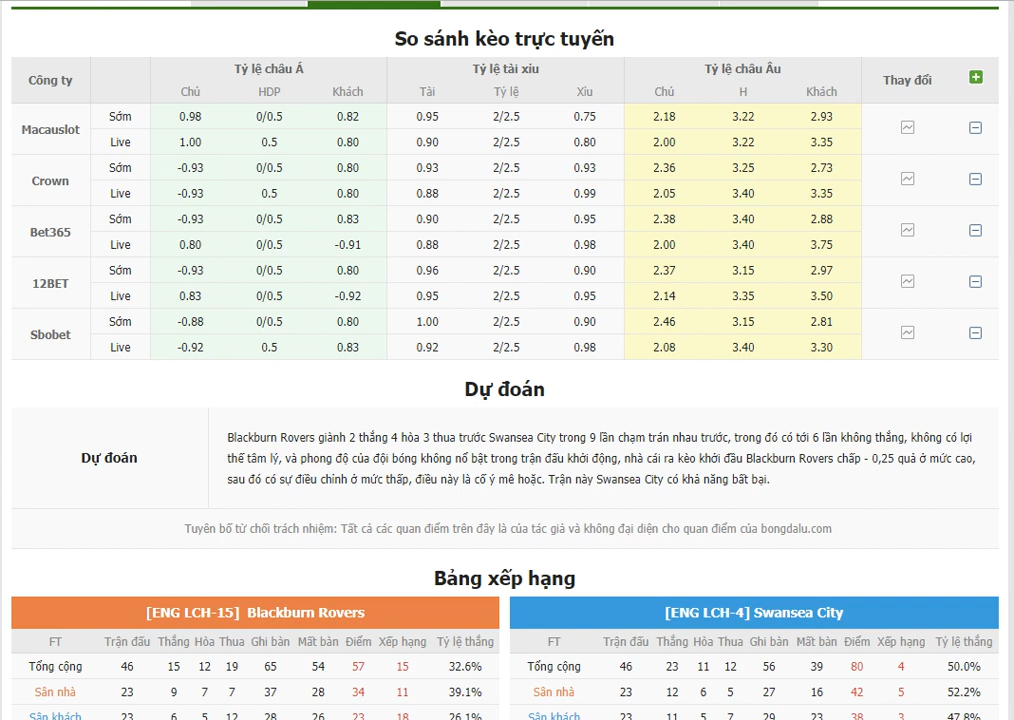 So sánh kèo trực tuyến
Công ty Tỷ lệ châu Á Tỷ lệ tài xỉu Tỷ lệ châu Âu Thay đổi
Chủ HDP Khách Tài Tỷ lệ Xỉu Chủ H Khách
Macauslot
Sớm 0.98 0/0.5 0.82 0.95 2/2.5 0.75 2.18 3.22 2.93
Live 1.00 0.5 0.80 0.90 2/2.5 0.80 2.00 3.22 3.35
Crown
Sớm -0.93 0/0.5 0.80 0.93 2/2.5 0.93 2.36 3.25 2.73
Live -0.93 0.5 0.80 0.88 2/2.5 0.99 2.05 3.40 3.35
Bet365
Sớm -0.93 0/0.5 0.83 0.90 2/2.5 0.95 2.38 3.40 2.88
Live 0.80 0/0.5 -0.91 0.88 2/2.5 0.98 2.00 3.40 3.75
12BET
Sớm -0.93 0/0.5 0.80 0.96 2/2.5 0.90 2.37 3.15 2.97
Live 0.83 0/0.5 -0.92 0.95 2/2.5 0.95 2.14 3.35 3.50
Sbobet
Sớm -0.88 0/0.5 0.80 1.00 2/2.5 0.90 2.46 3.15 2.81
Live -0.92 0.5 0.83 0.92 2/2.5 0.98 2.08 3.40 3.30
Dự đoán
Dự đoán
Blackburn Rovers giành 2 thắng 4 hòa 3 thua trước Swansea City trong 9 lần chạm trán nhau trước, trong đó có tới 6 lần không thắng, không có lợi
thế tâm lý, và phong độ của đội bóng không nổ bật trong trận đấu khởi động, nhà cái ra kèo khởi đầu Blackburn Rovers chấp - 0,25 quả ở mức cao,
sau đó có sự điều chỉnh ở mức thấp, điều này là cố ý mê hoặc. Trận này Swansea City có khả năng bất bại.
Tuyên bố từ chối trách nhiệm: Tất cả các quan điểm trên đây là của tác giả và không đại diện cho quan điểm của bongdalu.com
Bảng xếp hạng
[ENG LCH-15] Blackburn Rovers
FT Trận đấu Thắng Hòa Thua Ghi bàn Mất bàn Điểm Xếp hạng Tỷ lệ thắng
Tổng cộng 46 15 12 19 65 54 57 15 32.6%
Sân nhà 23 9 7 7 37 28 34 11 39.1%
Sân khách 23 6 5 12 28 26 23 18 26.1%
[ENG LCH-4] Swansea City
FT Trận đấu Thắng Hòa Thua Ghi bàn Mất bàn Điểm Xếp hạng Tỷ lệ thắng
Tổng cộng 46 23 11 12 56 39 80 4 50.0%
Sân nhà 23 12 6 5 27 16 42 5 52.2%
Sân khách 23 11 5 7 29 23 38 3 47.8%